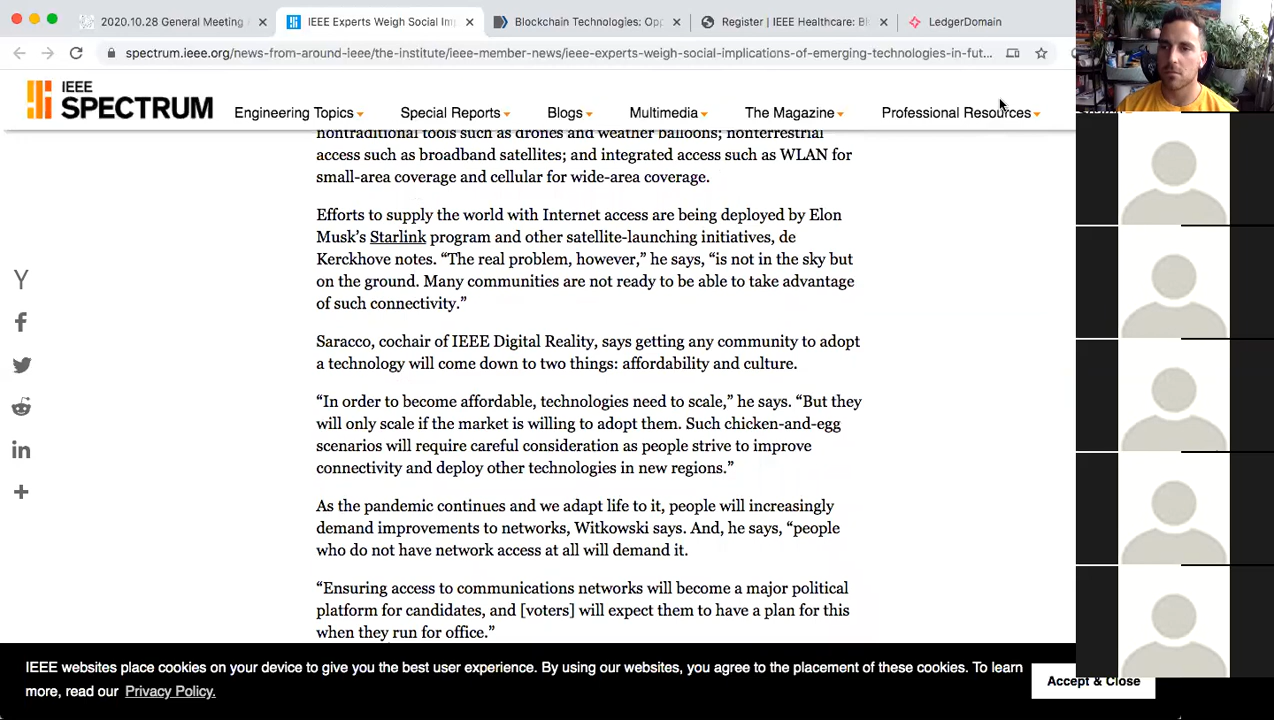 2020.10.28 General Meeting
IEEE Experts Weigh Social Im
Blockchain Technologies: Opp
Register | IEEE Healthcare: Bl
LedgerDomain
spectrum.ieee.org/news-from-around-ieee/the-institute/ieee-member-news/ieee-experts-weigh-social-implications-of-emerging-technologies-in-fut...
IEEE
SPECTRUM
Engineering Topics
Special Reports
Blogs
Multimedia
The Magazine
Professional Resources
nontraditional tools such as drones and weather balloons; nonterrestrial
access such as broadband satellites; and integrated access such as WLAN for
small-area coverage and cellular for wide-area coverage.
Efforts to supply the world with Internet access are being deployed by Elon
Musk’s Starlink program and other satellite-launching initiatives, de
Kerckhove notes. “The real problem, however,” he says, “is not in the sky but
on the ground. Many communities are not ready to be able to take advantage
of such connectivity.”
Saracco, cochair of IEEE Digital Reality, says getting any community to adopt
a technology will come down to two things: affordability and culture.
“In order to become affordable, technologies need to scale,” he says. “But they
will only scale if the market is willing to adopt them. Such chicken-and-egg
scenarios will require careful consideration as people strive to improve
connectivity and deploy other technologies in new regions.”
As the pandemic continues and we adapt life to it, people will increasingly
demand improvements to networks, Witkowski says. And, he says, “people
who do not have network access at all will demand it.
“Ensuring access to communications networks will become a major political
platform for candidates, and [voters] will expect them to have a plan for this
when they run for office.”
IEEE websites place cookies on your device to give you the best user experience. By using our websites, you agree to the placement of these cookies. To learn
more, read our Privacy Policy.
Accept & Close